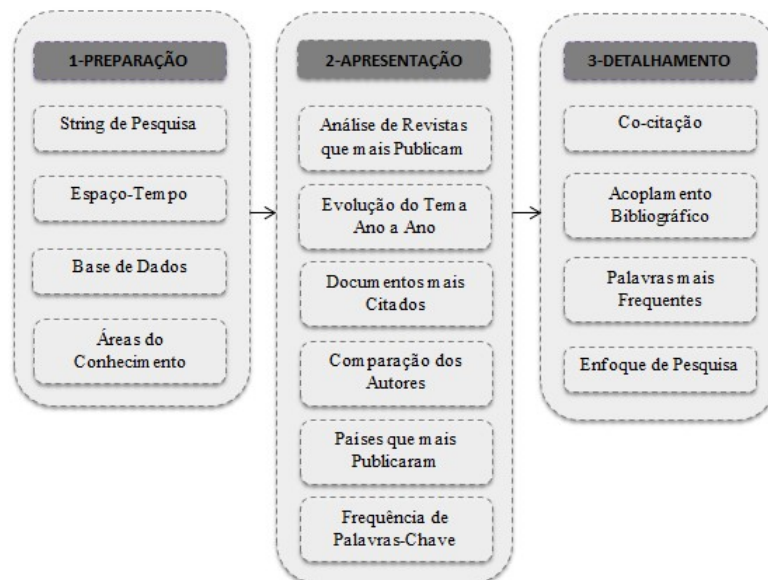 1-PREPARAÇÃO
String de Pesquisa
Espaço-Tempo
Base de Dados
Áreas do
Conhecimento
2-APRESENTAÇÃO
Análise de Revistas
que mais Publicam
Evolução do Tema
Ano a Ano
Documentos mais
Citados
Comparação dos
Autores
Países que mais
Publicaram
Frequência de
Palavras-Chave
3-DETALHAMENTO
Co-citação
Acoplamento
Bibliográfico
Palavras mais
Frequentes
Enfoque de Pesquisa